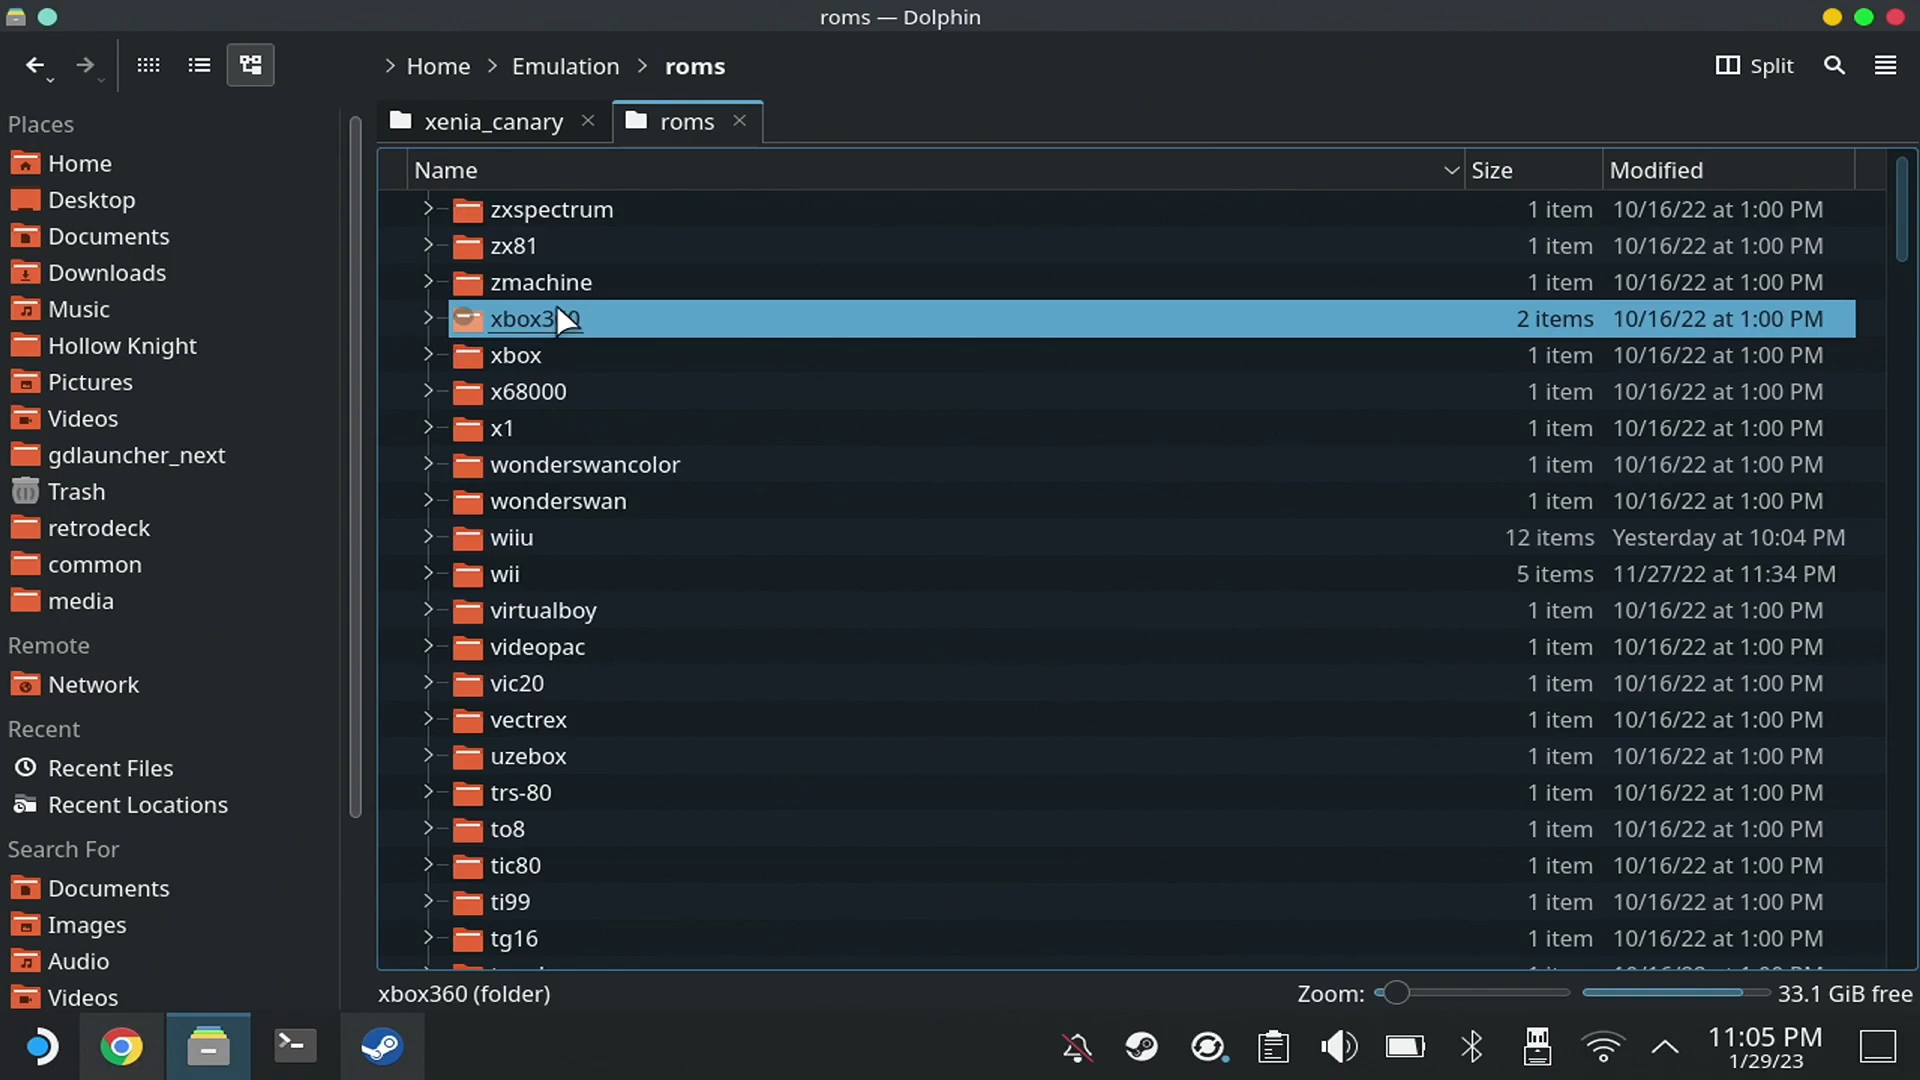 roms — Dolphin
Home
Emulation
roms
Split
xenia_canary
roms
Places
Home
Desktop
Documents
Downloads
Music
Hollow Knight
Pictures
Videos
gdlauncher_next
Trash
retrodeck
common
media
Remote
Network
Recent
Recent Files
Recent Locations
Search For
Documents
Images
Audio
Videos
Name Size Modified
zxspectrum 1 item 10/16/22 at 1:00 PM
zx81 1 item 10/16/22 at 1:00 PM
zmachine 1 item 10/16/22 at 1:00 PM
xbox360 2 items 10/16/22 at 1:00 PM
xbox 1 item 10/16/22 at 1:00 PM
x68000 1 item 10/16/22 at 1:00 PM
x1 1 item 10/16/22 at 1:00 PM
wonderswancolor 1 item 10/16/22 at 1:00 PM
wonderswan 1 item 10/16/22 at 1:00 PM
wiiu 12 items Yesterday at 10:04 PM
wii 5 items 11/27/22 at 11:34 PM
virtualboy 1 item 10/16/22 at 1:00 PM
videopac 1 item 10/16/22 at 1:00 PM
vic20 1 item 10/16/22 at 1:00 PM
vectrex 1 item 10/16/22 at 1:00 PM
uzebox 1 item 10/16/22 at 1:00 PM
trs-80 1 item 10/16/22 at 1:00 PM
to8 1 item 10/16/22 at 1:00 PM
tic80 1 item 10/16/22 at 1:00 PM
ti99 1 item 10/16/22 at 1:00 PM
tg16 1 item 10/16/22 at 1:00 PM
xbox360 (folder)
Zoom:
33.1 GiB free
11:05 PM
1/29/23